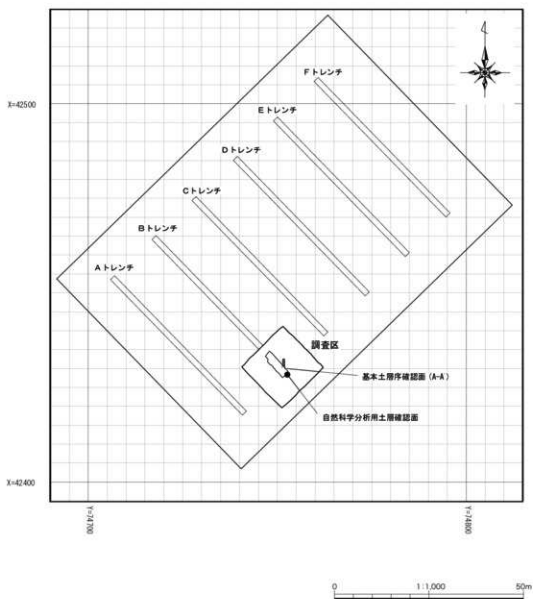 Fトレンチ
X=42500
Eトレンチ
Dトレンチ
Cトレンチ
Bトレンチ
Aトレンチ
調査区
基本土層序確認面 (A-A')
自然科学分析用土層確認面
X=42400
Y=74700
Y=74800
0 1:1,000 50m